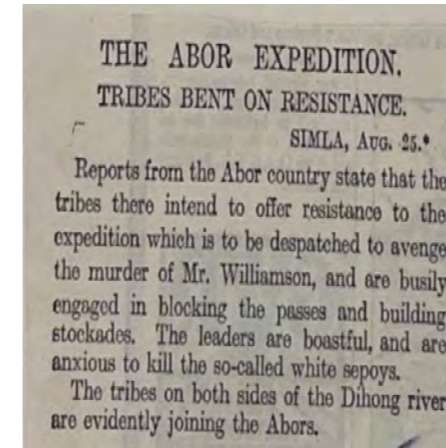 THE ABOR EXPEDITION.
TRIBES BENT ON RESISTANCE.
SIMLA, AUG. 25.*
Reports from the Abor country state that the
tribes there intend to offer resistance to the
expedition which is to be despatched to avenge
the murder of Mr. Williamson, and are busily
engaged in blocking the passes and building
stockades. The leaders are boastful, and are
anxious to kill the so-called white sepoys.
The tribes on both sides of the Dihong river
are evidently joining the Abors.